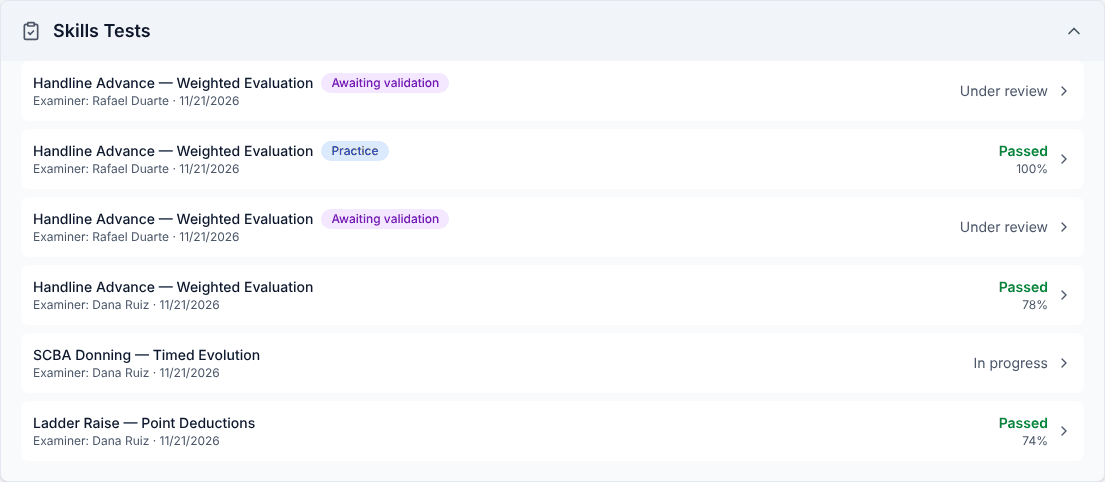 Skills Tests
Handline Advance — Weighted Evaluation Awaiting validation
Examiner: Rafael Duarte · 11/21/2026
Under review
Handline Advance — Weighted Evaluation Practice
Examiner: Rafael Duarte · 11/21/2026
Passed
100%
Handline Advance — Weighted Evaluation Awaiting validation
Examiner: Rafael Duarte · 11/21/2026
Under review
Handline Advance — Weighted Evaluation
Examiner: Dana Ruiz · 11/21/2026
Passed
78%
SCBA Donning — Timed Evolution
Examiner: Dana Ruiz · 11/21/2026
In progress
Ladder Raise — Point Deductions
Examiner: Dana Ruiz · 11/21/2026
Passed
74%